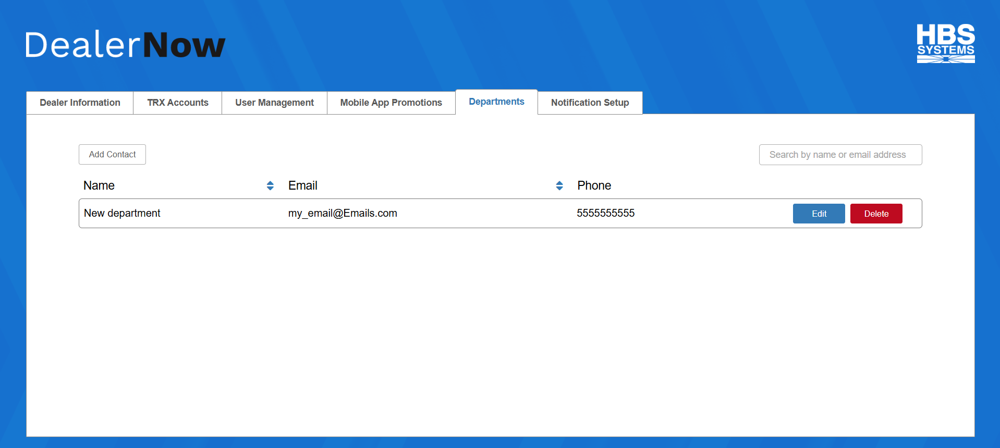 DealerNow
HBS
SYSTEMS
Dealer Information TRX Accounts User Management Mobile App Promotions Departments Notification Setup
Add Contact Search by name or email address
Name Email Phone
New department my_email@Emails.com 5555555555 Edit Delete